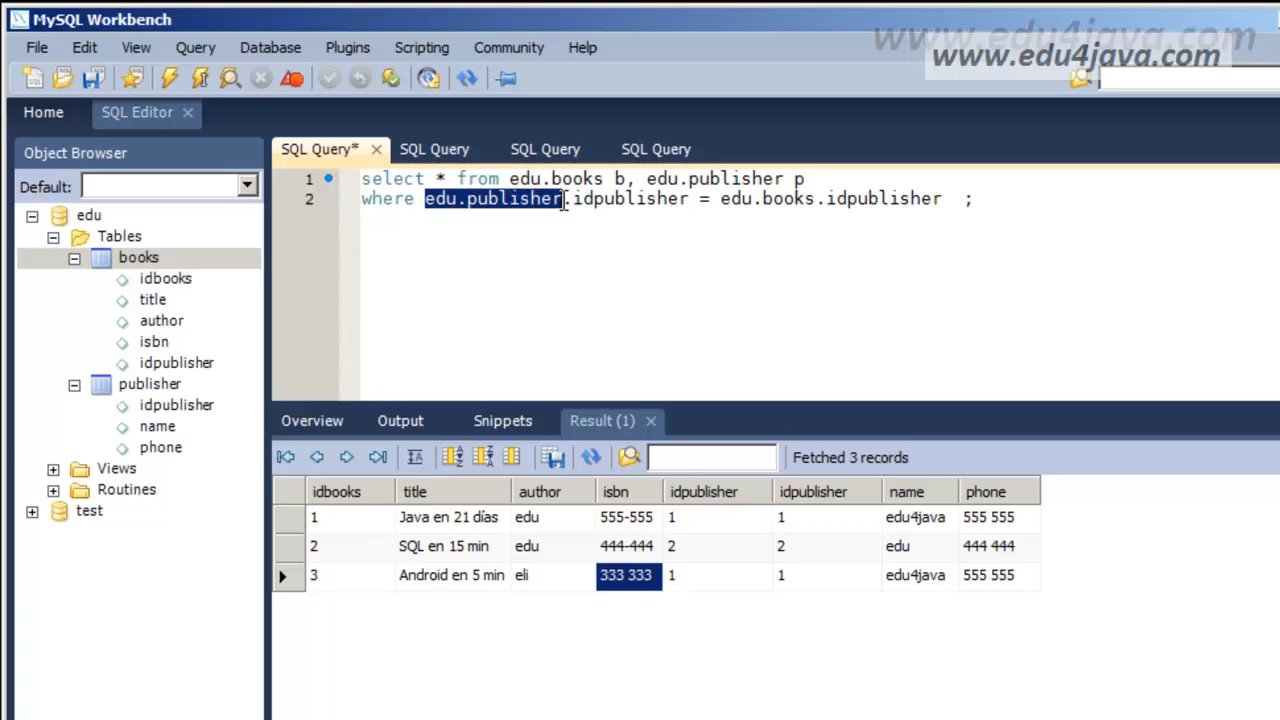 MySQL Workbench
www.edu4java.com
www.edu4java.com
File Edit View Query Database Plugins Scripting Community Help
Home SQL Editor
Object Browser
Default:
edu
Tables
books
idbooks
title
author
isbn
idpublisher
publisher
idpublisher
name
phone
Views
Routines
test
SQL Query* SQL Query SQL Query SQL Query
1 select * from edu.books b, edu.publisher p
2 where edu.publisher.idpublisher = edu.books.idpublisher ;
Overview Output Snippets Result (1)
Fetched 3 records
idbooks title author isbn idpublisher idpublisher name phone
1 Java en 21 días edu 555-555 1 1 edu4java 555 555
2 SQL en 15 min edu 444-444 2 2 edu 444 444
3 Android en 5 min eli 333 333 1 1 edu4java 555 555